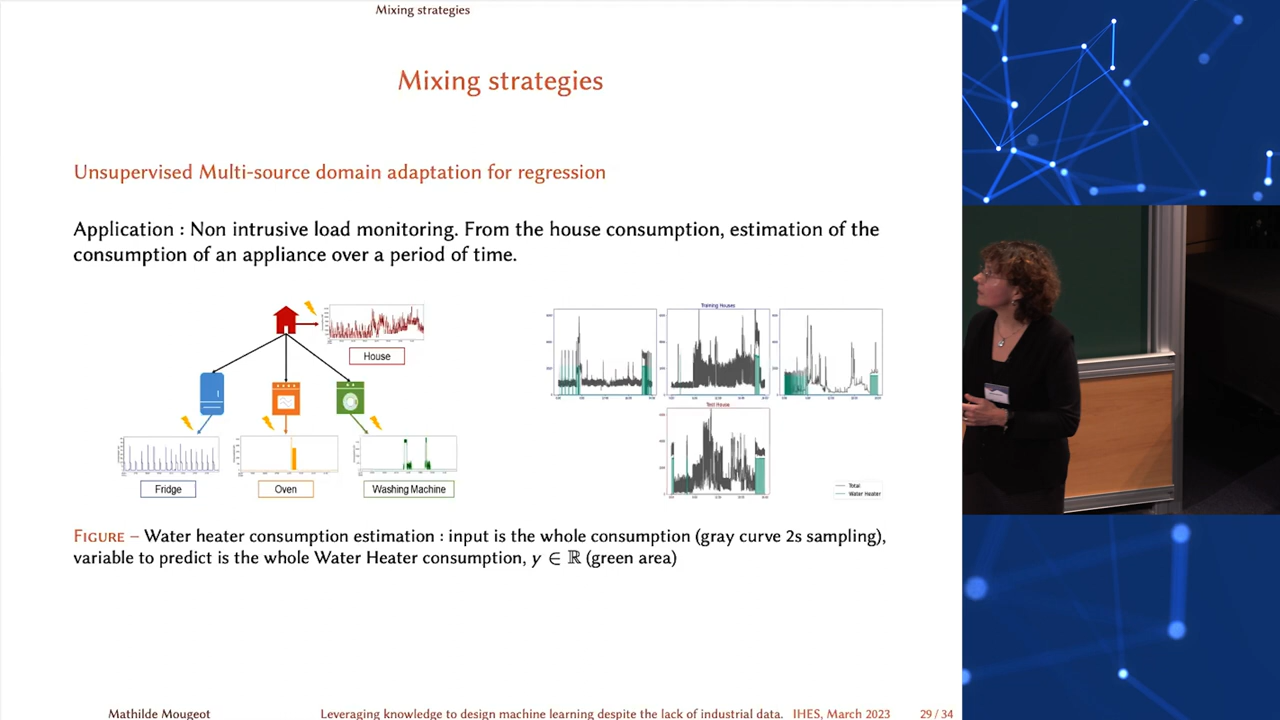 Mixing strategies
Mixing strategies
Unsupervised Multi-source domain adaptation for regression
Application : Non intrusive load monitoring. From the house consumption, estimation of the
consumption of an appliance over a period of time.
House
Fridge
Oven
Washing Machine
Training Houses
Test House
Total
Water Heater
FIGURE – Water heater consumption estimation : input is the whole consumption (gray curve 2s sampling),
variable to predict is the whole Water Heater consumption, y ∈ ℝ (green area)
Mathilde Mougeot
Leveraging knowledge to design machine learning despite the lack of industrial data.
IHES, March 2023
29 / 34